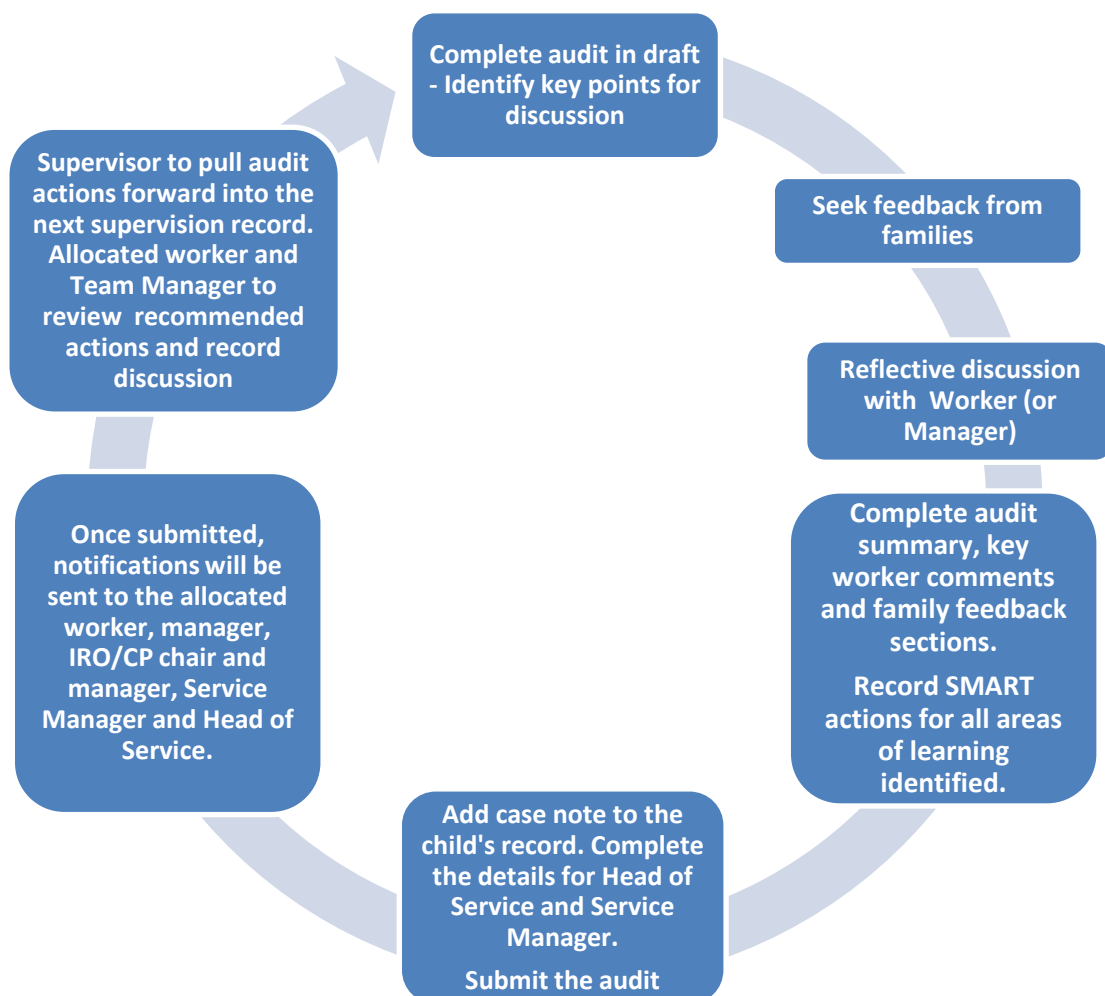 Complete audit in draft
- Identify key points for
discussion
Seek feedback from
families
Reflective discussion
with Worker (or
Manager)
Complete audit
summary, key
worker comments
and family feedback
sections.
Record SMART
actions for all areas
of learning
identified.
Add case note to the
child's record. Complete
the details for Head of
Service and Service
Manager.
Submit the audit
Once submitted,
notifications will be
sent to the allocated
worker, manager,
IRO/CP chair and
manager, Service
Manager and Head of
Service.
Supervisor to pull audit
actions forward into the
next supervision record.
Allocated worker and
Team Manager to
review recommended
actions and record
discussion